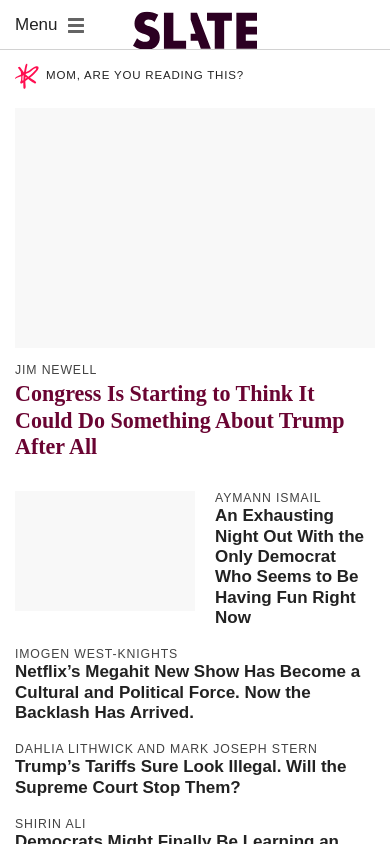 Menu
SLATE
MOM, ARE YOU READING THIS?
JIM NEWELL
Congress Is Starting to Think It
Could Do Something About Trump
After All
AYMANN ISMAIL
An Exhausting
Night Out With the
Only Democrat
Who Seems to Be
Having Fun Right
Now
IMOGEN WEST-KNIGHTS
Netflix’s Megahit New Show Has Become a
Cultural and Political Force. Now the
Backlash Has Arrived.
DAHLIA LITHWICK AND MARK JOSEPH STERN
Trump’s Tariffs Sure Look Illegal. Will the
Supreme Court Stop Them?
SHIRIN ALI
Democrats Might Finally Be Learning an